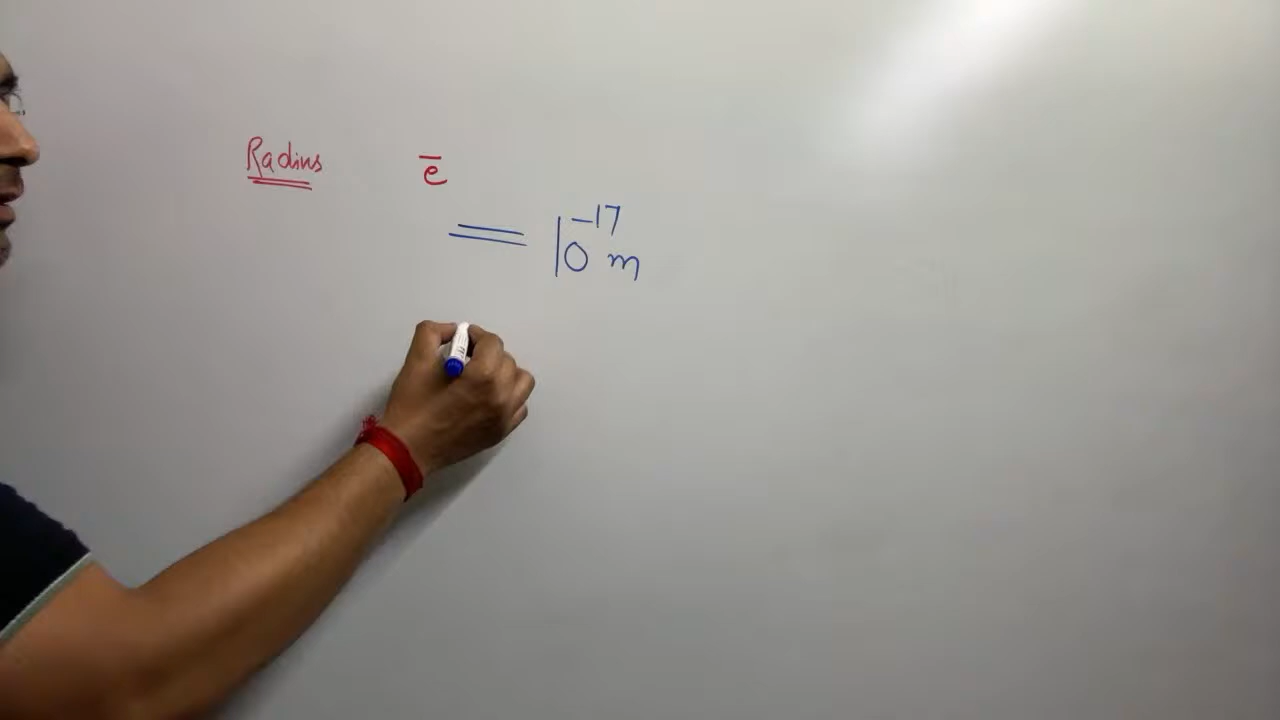 Radius e̅
= 10⁻¹⁷ m